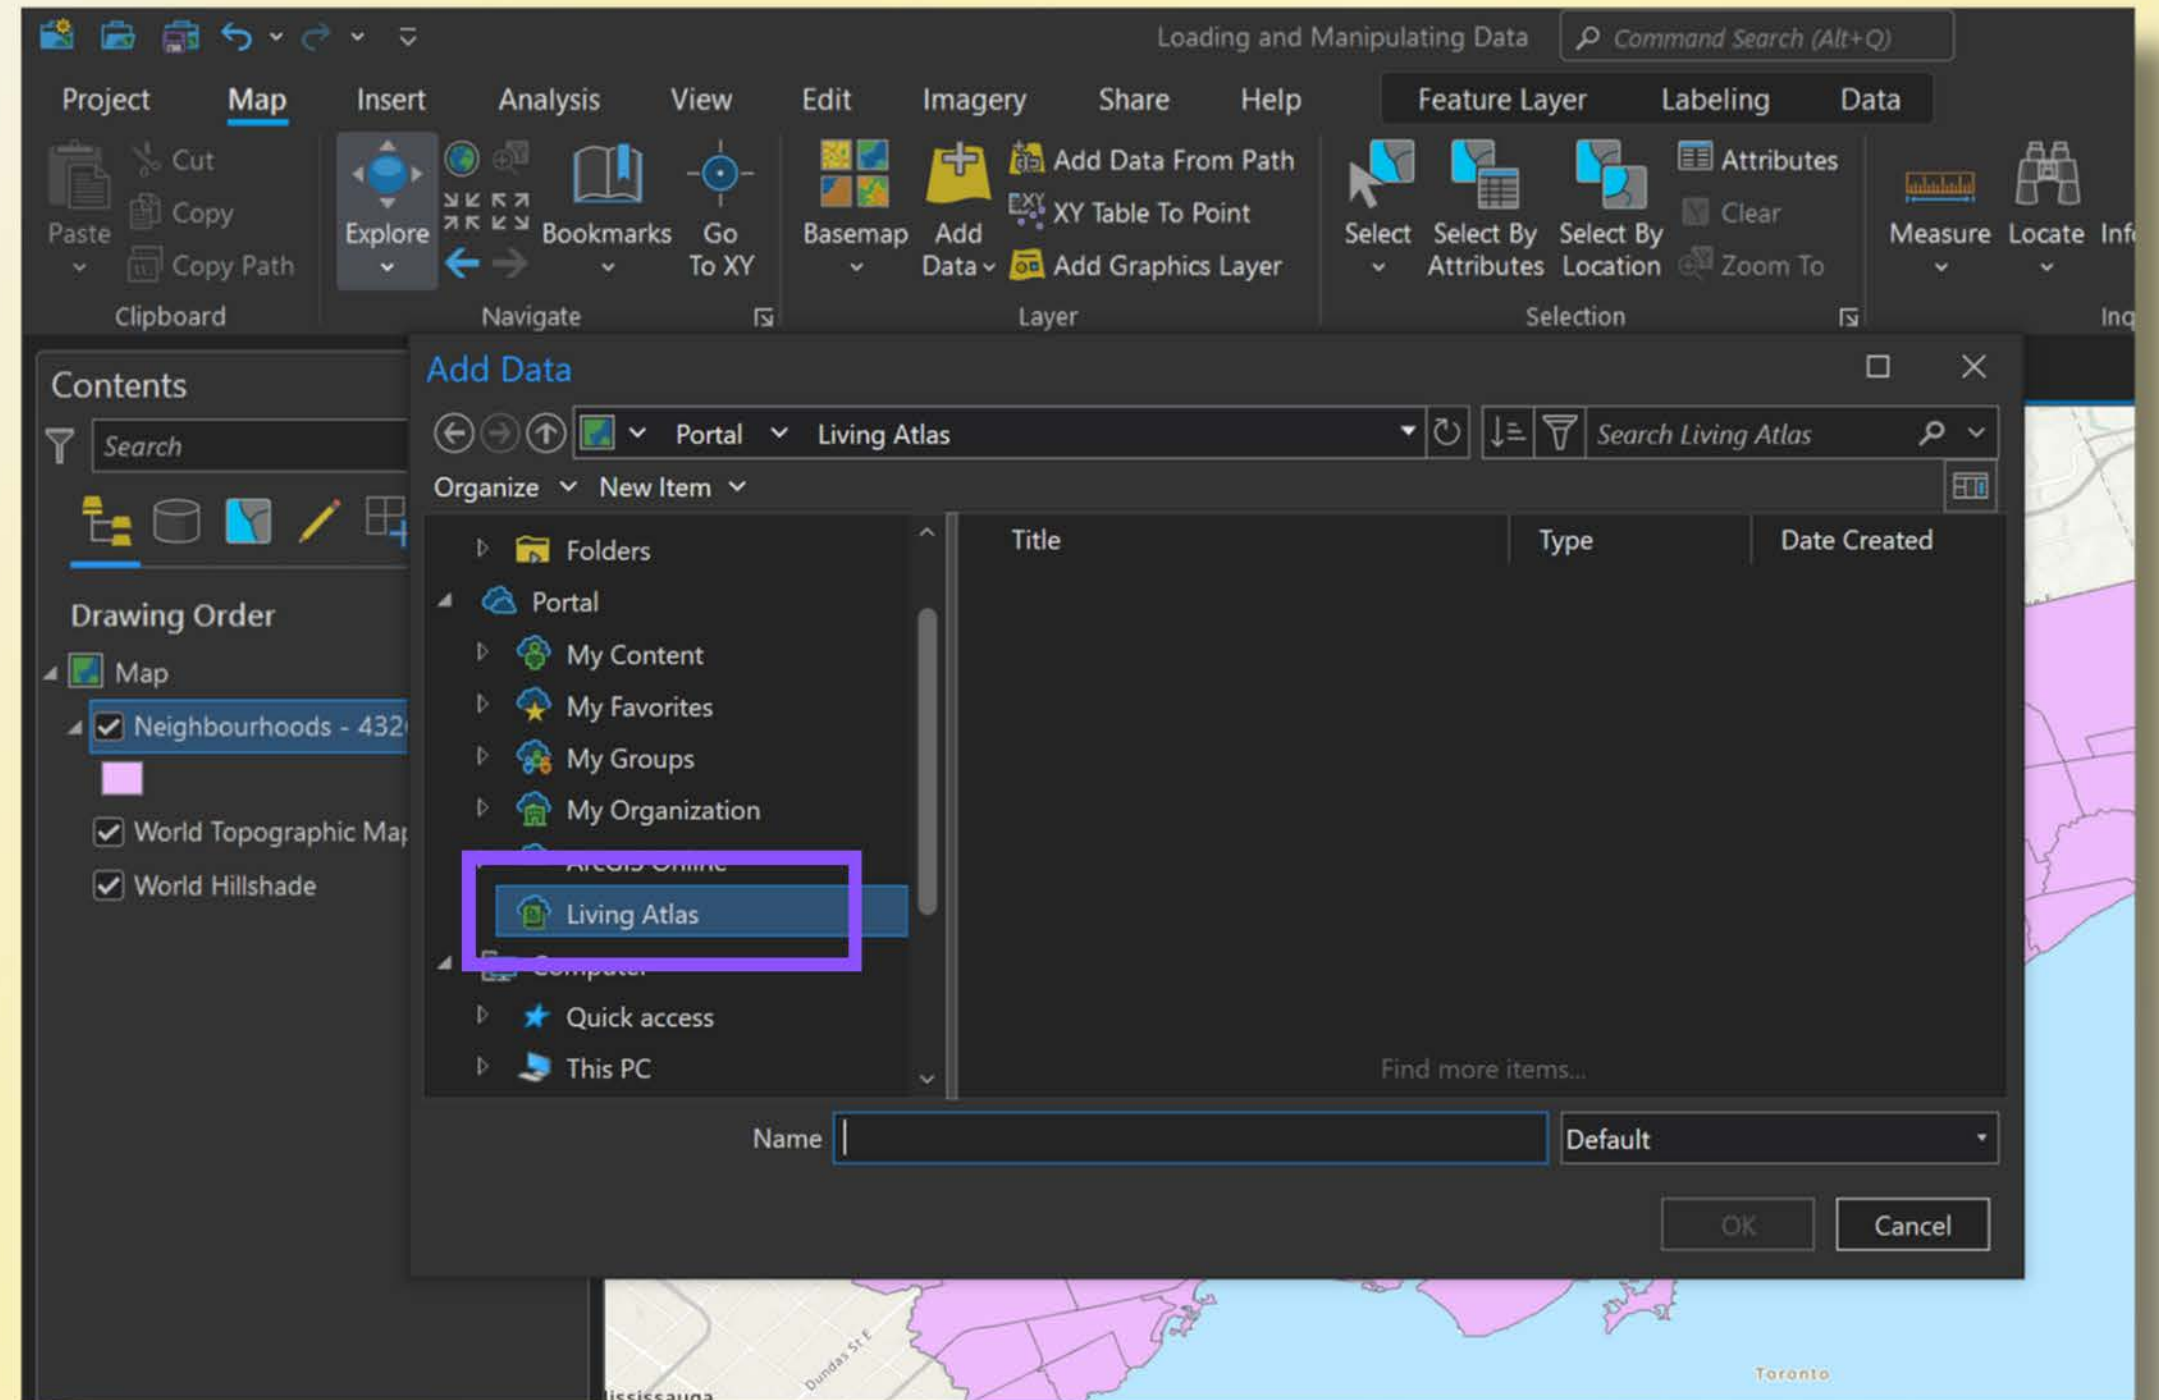 Loading and Manipulating Data
Command Search (Alt+Q)
Project Map Insert Analysis View Edit Imagery Share Help Feature Layer Labeling Data
Paste
Cut
Copy
Copy Path
Clipboard
Explore
Bookmarks
Go To XY
Navigate
Basemap
Add Data
Add Data From Path
XY Table To Point
Add Graphics Layer
Layer
Select
Select By Attributes
Select By Location
Attributes
Clear
Zoom To
Selection
Measure
Locate
Contents
Search
Drawing Order
Map
Neighbourhoods - 432
World Topographic Map
World Hillshade
Add Data
Portal Living Atlas
Search Living Atlas
Organize New Item
Folders
Portal
My Content
My Favorites
My Groups
My Organization
ArcGIS Online
Living Atlas
Computer
Quick access
This PC
Title Type Date Created
Find more items...
Name
Default
OK Cancel
Dundas St E
Toronto